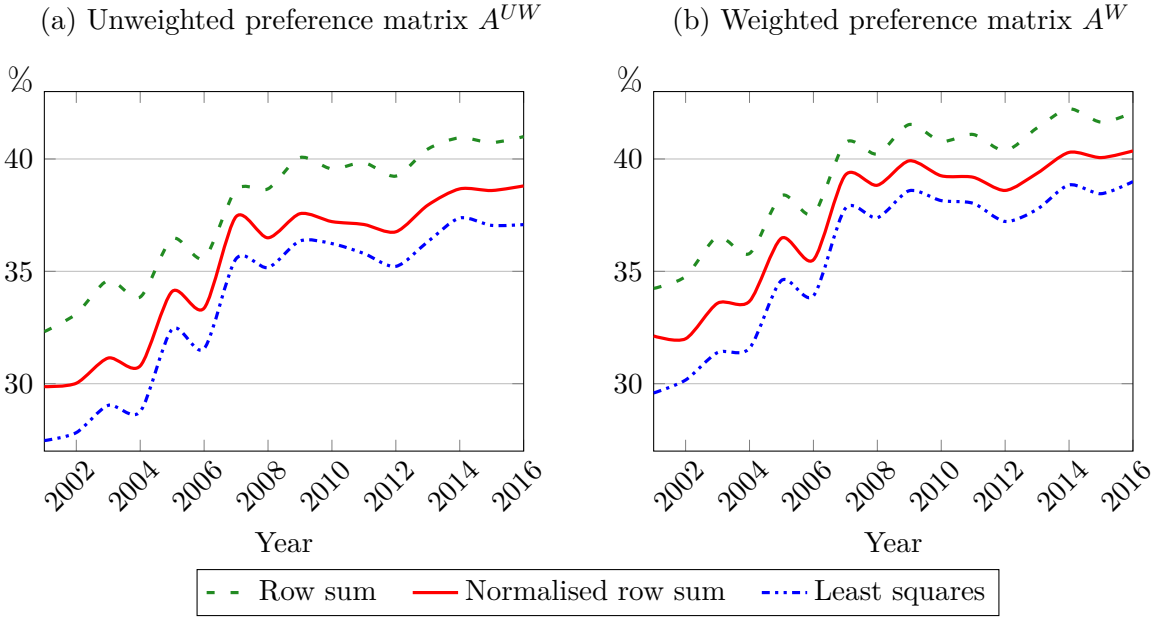 (a) Unweighted preference matrix A^{UW}
%
40
35
30
2002 2004 2006 2008 2010 2012 2014 2016
Year
(b) Weighted preference matrix A^{W}
%
40
35
30
2002 2004 2006 2008 2010 2012 2014 2016
Year
Row sum Normalised row sum Least squares